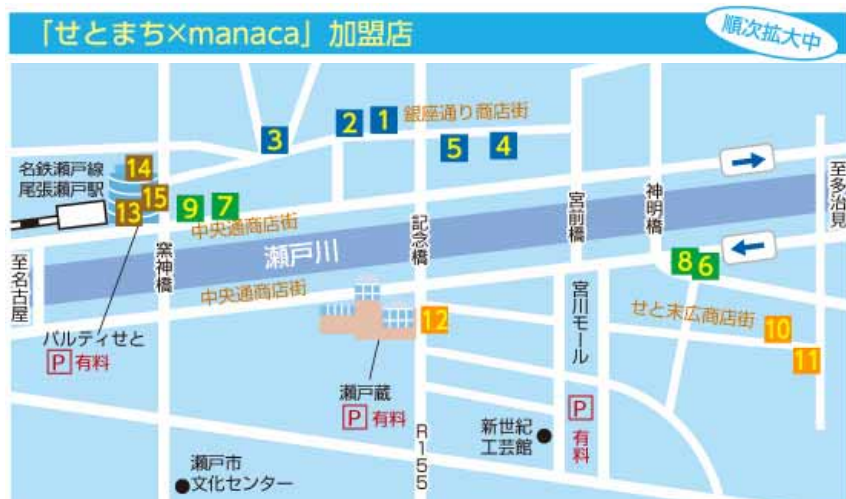 「せとまち×manaca」加盟店
順次拡大中
銀座通り商店街
1
2
3
4
5
名鉄瀬戸線
尾張瀬戸駅
14
15
13
9
7
中央通商店街
窯神橋
記念橋
宮前橋
神明橋
至多治見
瀬戸川
中央通商店街
至名古屋
8
6
パルティせと
P 有料
12
瀬戸蔵
P 有料
宮川モール
P 有料
せと末広商店街
10
11
新世紀
工芸館
R155
瀬戸市
文化センター